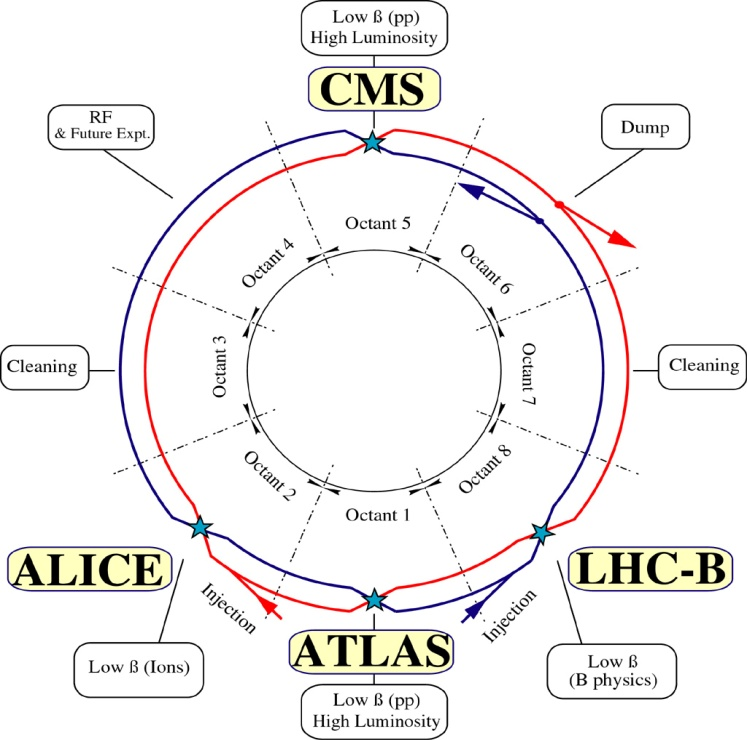 Low ß (pp)
High Luminosity
CMS
RF
& Future Expt.
Dump
Octant 5
Octant 4
Octant 6
Cleaning
Octant 3
Octant 7
Cleaning
Octant 2
Octant 8
Octant 1
ALICE
LHC-B
Injection
Injection
ATLAS
Low ß (Ions)
Low ß
(B physics)
Low ß (pp)
High Luminosity